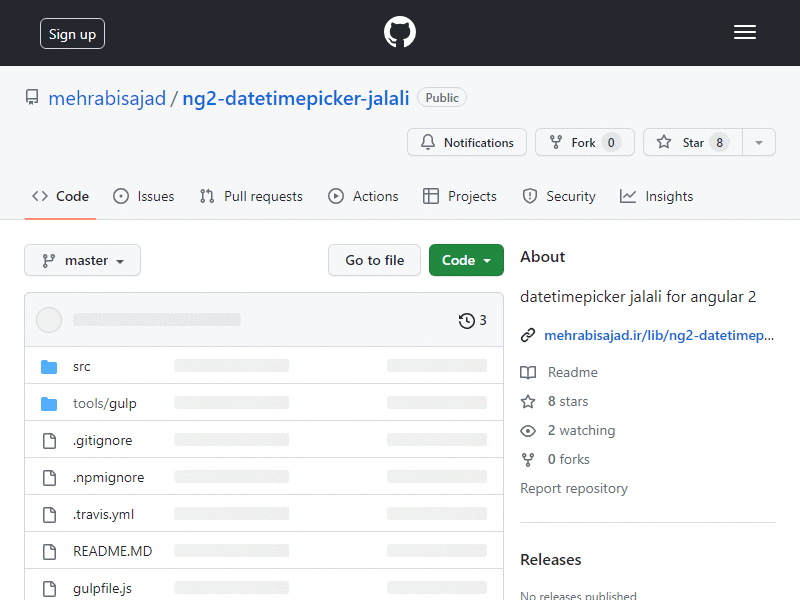 Sign up
mehrabisajad / ng2-datetimepicker-jalali Public
Notifications Fork 0 Star 8
Code Issues Pull requests Actions Projects Security Insights
master Go to file Code
3
src
tools/gulp
.gitignore
.npmignore
.travis.yml
README.MD
gulpfile.js
About
datetimepicker jalali for angular 2
mehrabisajad.ir/lib/ng2-datetimep...
Readme
8 stars
2 watching
0 forks
Report repository
Releases
No releases published